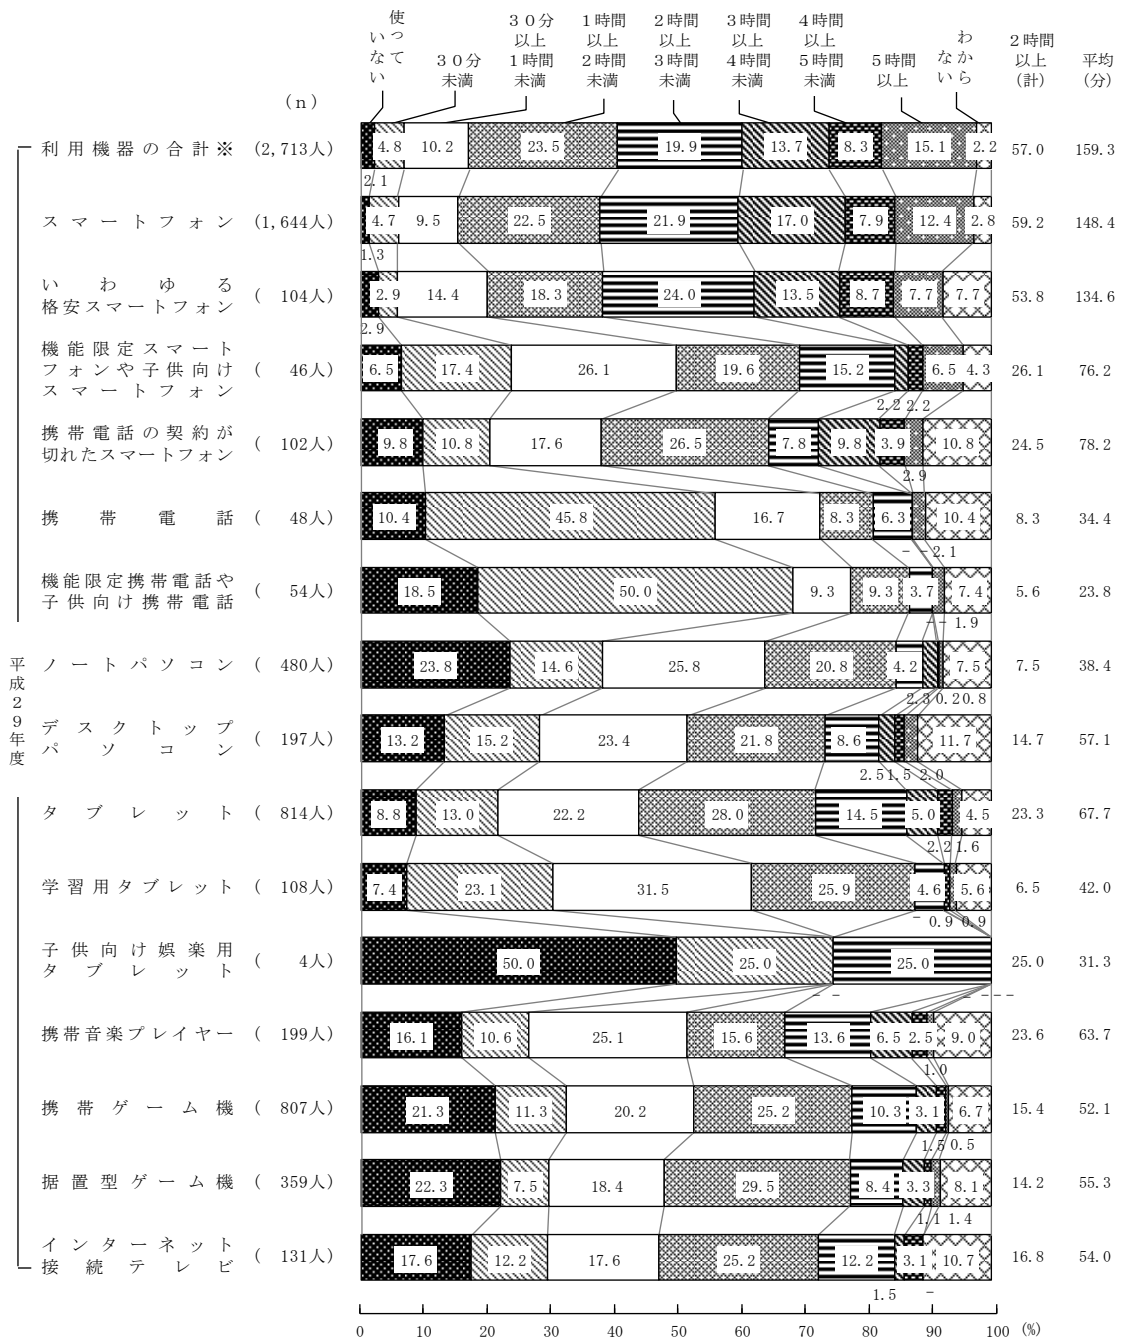 使って
いない
３０分
未満
３０分
以上
１時間
未満
１時間
以上
２時間
未満
２時間
以上
３時間
未満
３時間
以上
４時間
未満
４時間
以上
５時間
未満
５時間
以上
わから
ない
２時間
以上
(計)
平均
(分)
(ｎ)
平成29年度
利用機器の合計※ (2,713人) 4.8 10.2 23.5 19.9 13.7 8.3 15.1 2.2 57.0 159.3
2.1
スマートフォン (1,644人) 4.7 9.5 22.5 21.9 17.0 7.9 12.4 2.8 59.2 148.4
1.3
いわゆる
格安スマートフォン ( 104人) 2.9 14.4 18.3 24.0 13.5 8.7 7.7 7.7 53.8 134.6
2.9
機能限定スマート
フォンや子供向け
スマートフォン ( 46人) 6.5 17.4 26.1 19.6 15.2 6.5 4.3 26.1 76.2
2.2 2.2
携帯電話の契約が
切れたスマートフォン ( 102人) 9.8 10.8 17.6 26.5 7.8 9.8 3.9 10.8 24.5 78.2
2.9
携帯電話 ( 48人) 10.4 45.8 16.7 8.3 6.3 10.4 8.3 34.4
- - 2.1
機能限定携帯電話や
子供向け携帯電話 ( 54人) 18.5 50.0 9.3 9.3 3.7 7.4 5.6 23.8
- - 1.9
ノートパソコン ( 480人) 23.8 14.6 25.8 20.8 4.2 7.5 7.5 38.4
2.3 0.2 0.8
デスクトップ
パソコン ( 197人) 13.2 15.2 23.4 21.8 8.6 11.7 14.7 57.1
2.5 1.5 2.0
タブレット ( 814人) 8.8 13.0 22.2 28.0 14.5 5.0 4.5 23.3 67.7
2.2 1.6
学習用タブレット ( 108人) 7.4 23.1 31.5 25.9 4.6 5.6 6.5 42.0
- 0.9 0.9
子供向け娯楽用
タブレット ( 4人) 50.0 25.0 25.0 25.0 31.3
- - - - - -
携帯音楽プレイヤー ( 199人) 16.1 10.6 25.1 15.6 13.6 6.5 2.5 9.0 23.6 63.7
1.0
携帯ゲーム機 ( 807人) 21.3 11.3 20.2 25.2 10.3 3.1 6.7 15.4 52.1
1.5 0.5
据置型ゲーム機 ( 359人) 22.3 7.5 18.4 29.5 8.4 3.3 8.1 14.2 55.3
1.1 1.4
インターネット
接続テレビ ( 131人) 17.6 12.2 17.6 25.2 12.2 3.1 10.7 16.8 54.0
1.5 -
0 10 20 30 40 50 60 70 80 90 100 (%)